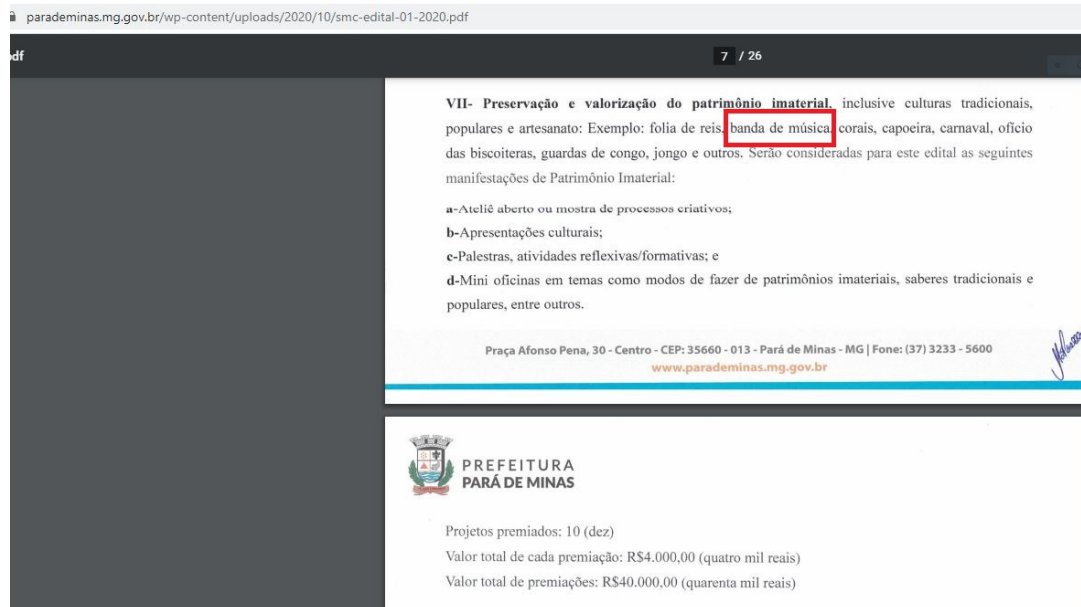 parademinas.mg.gov.br/wp-content/uploads/2020/10/smc-edital-01-2020.pdf
df
7 / 26
VII- Preservação e valorização do patrimônio imaterial, inclusive culturas tradicionais,
populares e artesanato: Exemplo: folia de reis, banda de música, corais, capoeira, carnaval, ofício
das biscoiteras, guardas de congo, jongo e outros. Serão consideradas para este edital as seguintes
manifestações de Patrimônio Imaterial:
a-Ateliê aberto ou mostra de processos criativos;
b-Apresentações culturais;
c-Palestras, atividades reflexivas/formativas; e
d-Mini oficinas em temas como modos de fazer de patrimônios imateriais, saberes tradicionais e
populares, entre outros.
Praça Afonso Pena, 30 - Centro - CEP: 35660 - 013 - Pará de Minas - MG | Fone: (37) 3233 - 5600
www.parademinas.mg.gov.br
PREFEITURA
PARÁ DE MINAS
Projetos premiados: 10 (dez)
Valor total de cada premiação: R$4.000,00 (quatro mil reais)
Valor total de premiações: R$40.000,00 (quarenta mil reais)